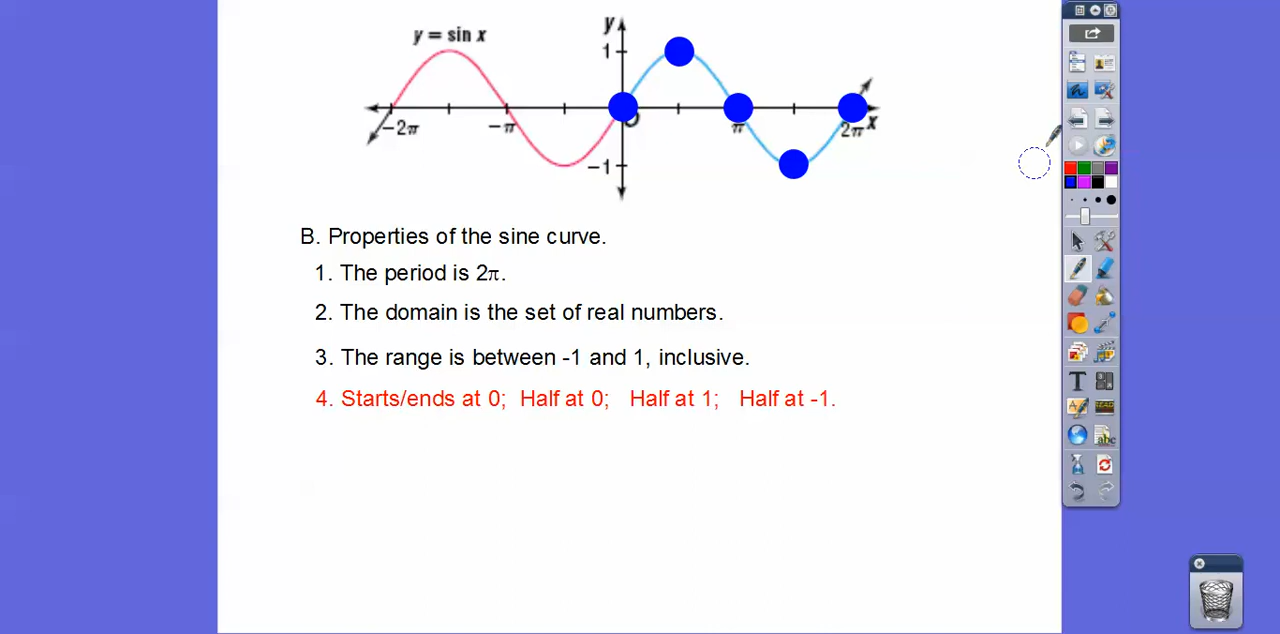 y = sin x
y
1
O
-2π
-π
π
2π
x
-1
B. Properties of the sine curve.
1. The period is 2π.
2. The domain is the set of real numbers.
3. The range is between -1 and 1, inclusive.
4. Starts/ends at 0; Half at 0; Half at 1; Half at -1.